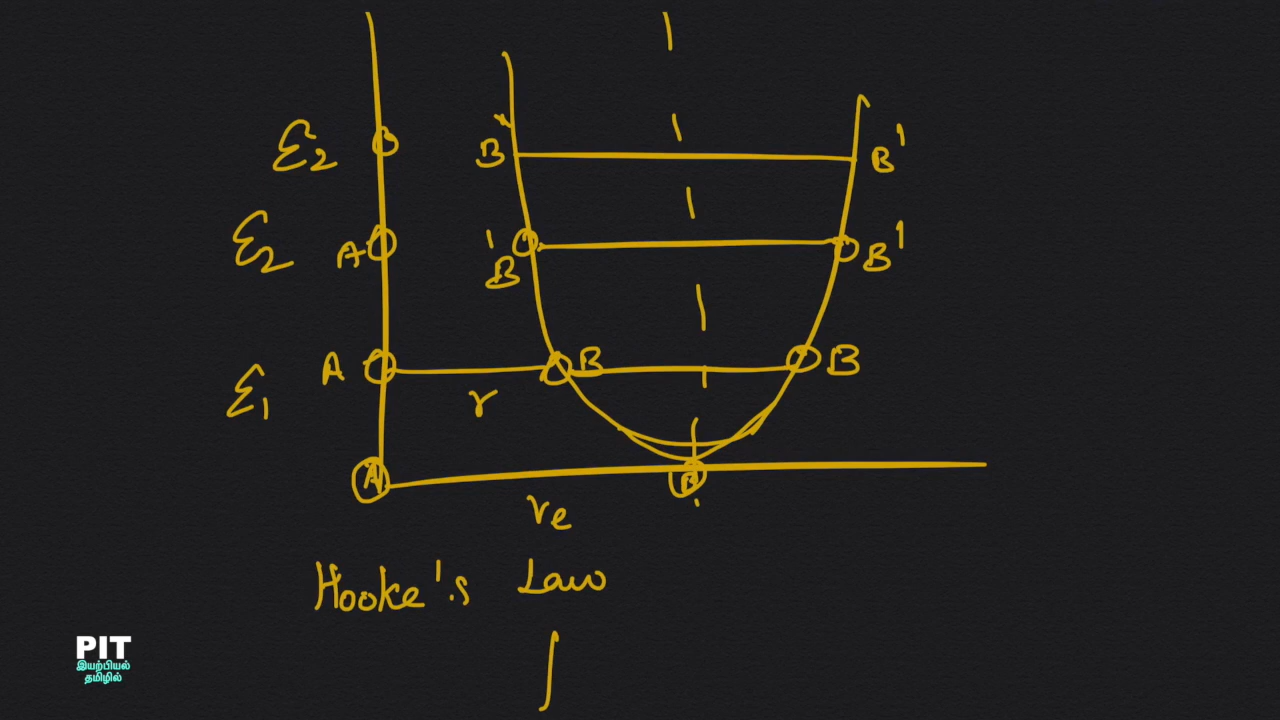 ε2
B B'
ε2 A 'B B'
ε1 A B B
r
A B
re
Hooke's Law
∫
PIT
இயற்பியல்
தமிழில்